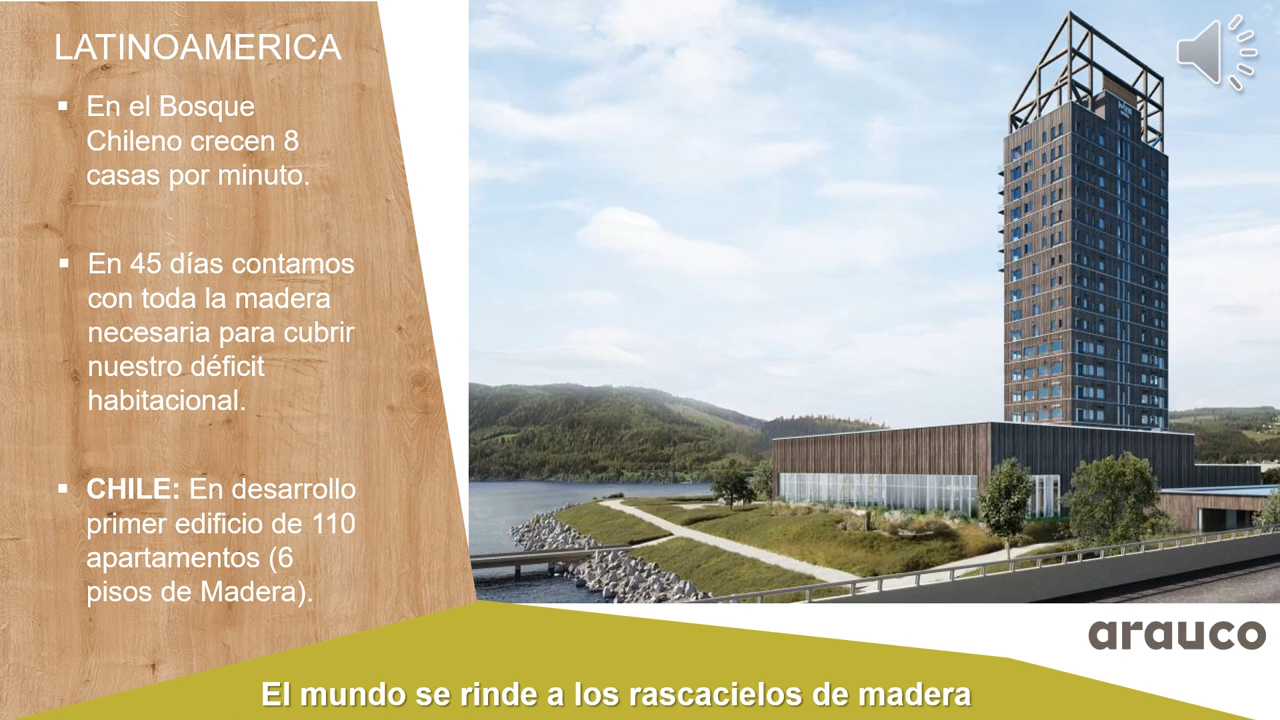 LATINOAMERICA
▪ En el Bosque
Chileno crecen 8
casas por minuto.
▪ En 45 días contamos
con toda la madera
necesaria para cubrir
nuestro déficit
habitacional.
▪ CHILE: En desarrollo
primer edificio de 110
apartamentos (6
pisos de Madera).
arauco
El mundo se rinde a los rascacielos de madera